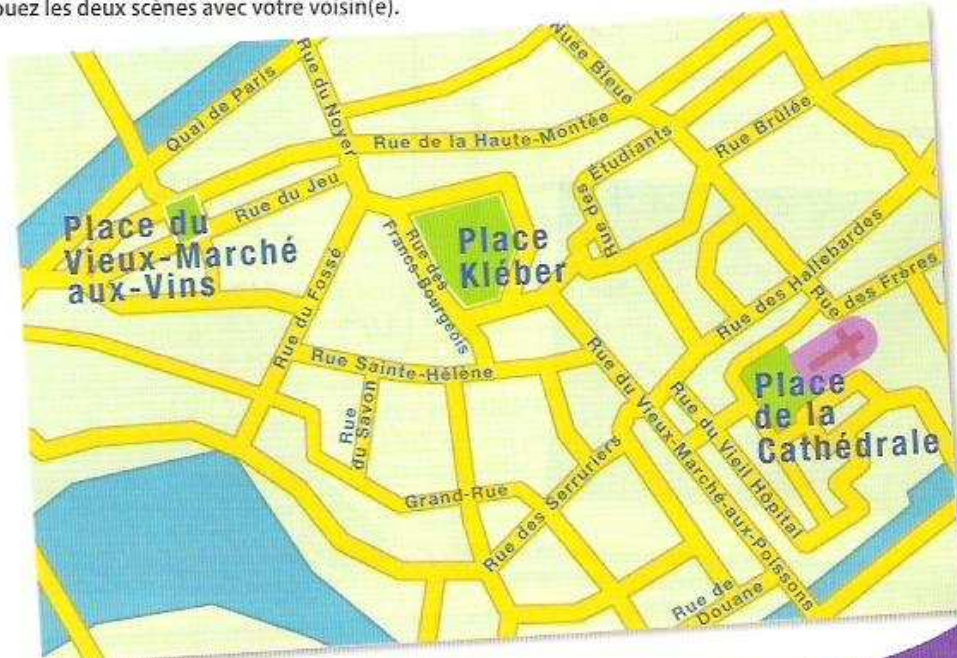 ouez les deux scènes avec votre voisin(e).
Nuée Bleue
Rue du Noyer
Quai de Paris
Rue de la Haute-Montée
Étudiants
Rue Brûlée
Rue du Jeu
Rue des
Place du
Vieux-Marché
aux-Vins
Rue des
Francs-Bourgeois
Place
Kléber
Rue des Hallebardes
Rue des Frères
Rue du Fossé
Rue Sainte-Hélène
Rue
du Savon
Rue du Vieux-Marché-aux-Poissons
Rue du Vieil Hôpital
Place
de la
Cathédrale
Grand-Rue
Rue des Serruriers
Rue de
Douane